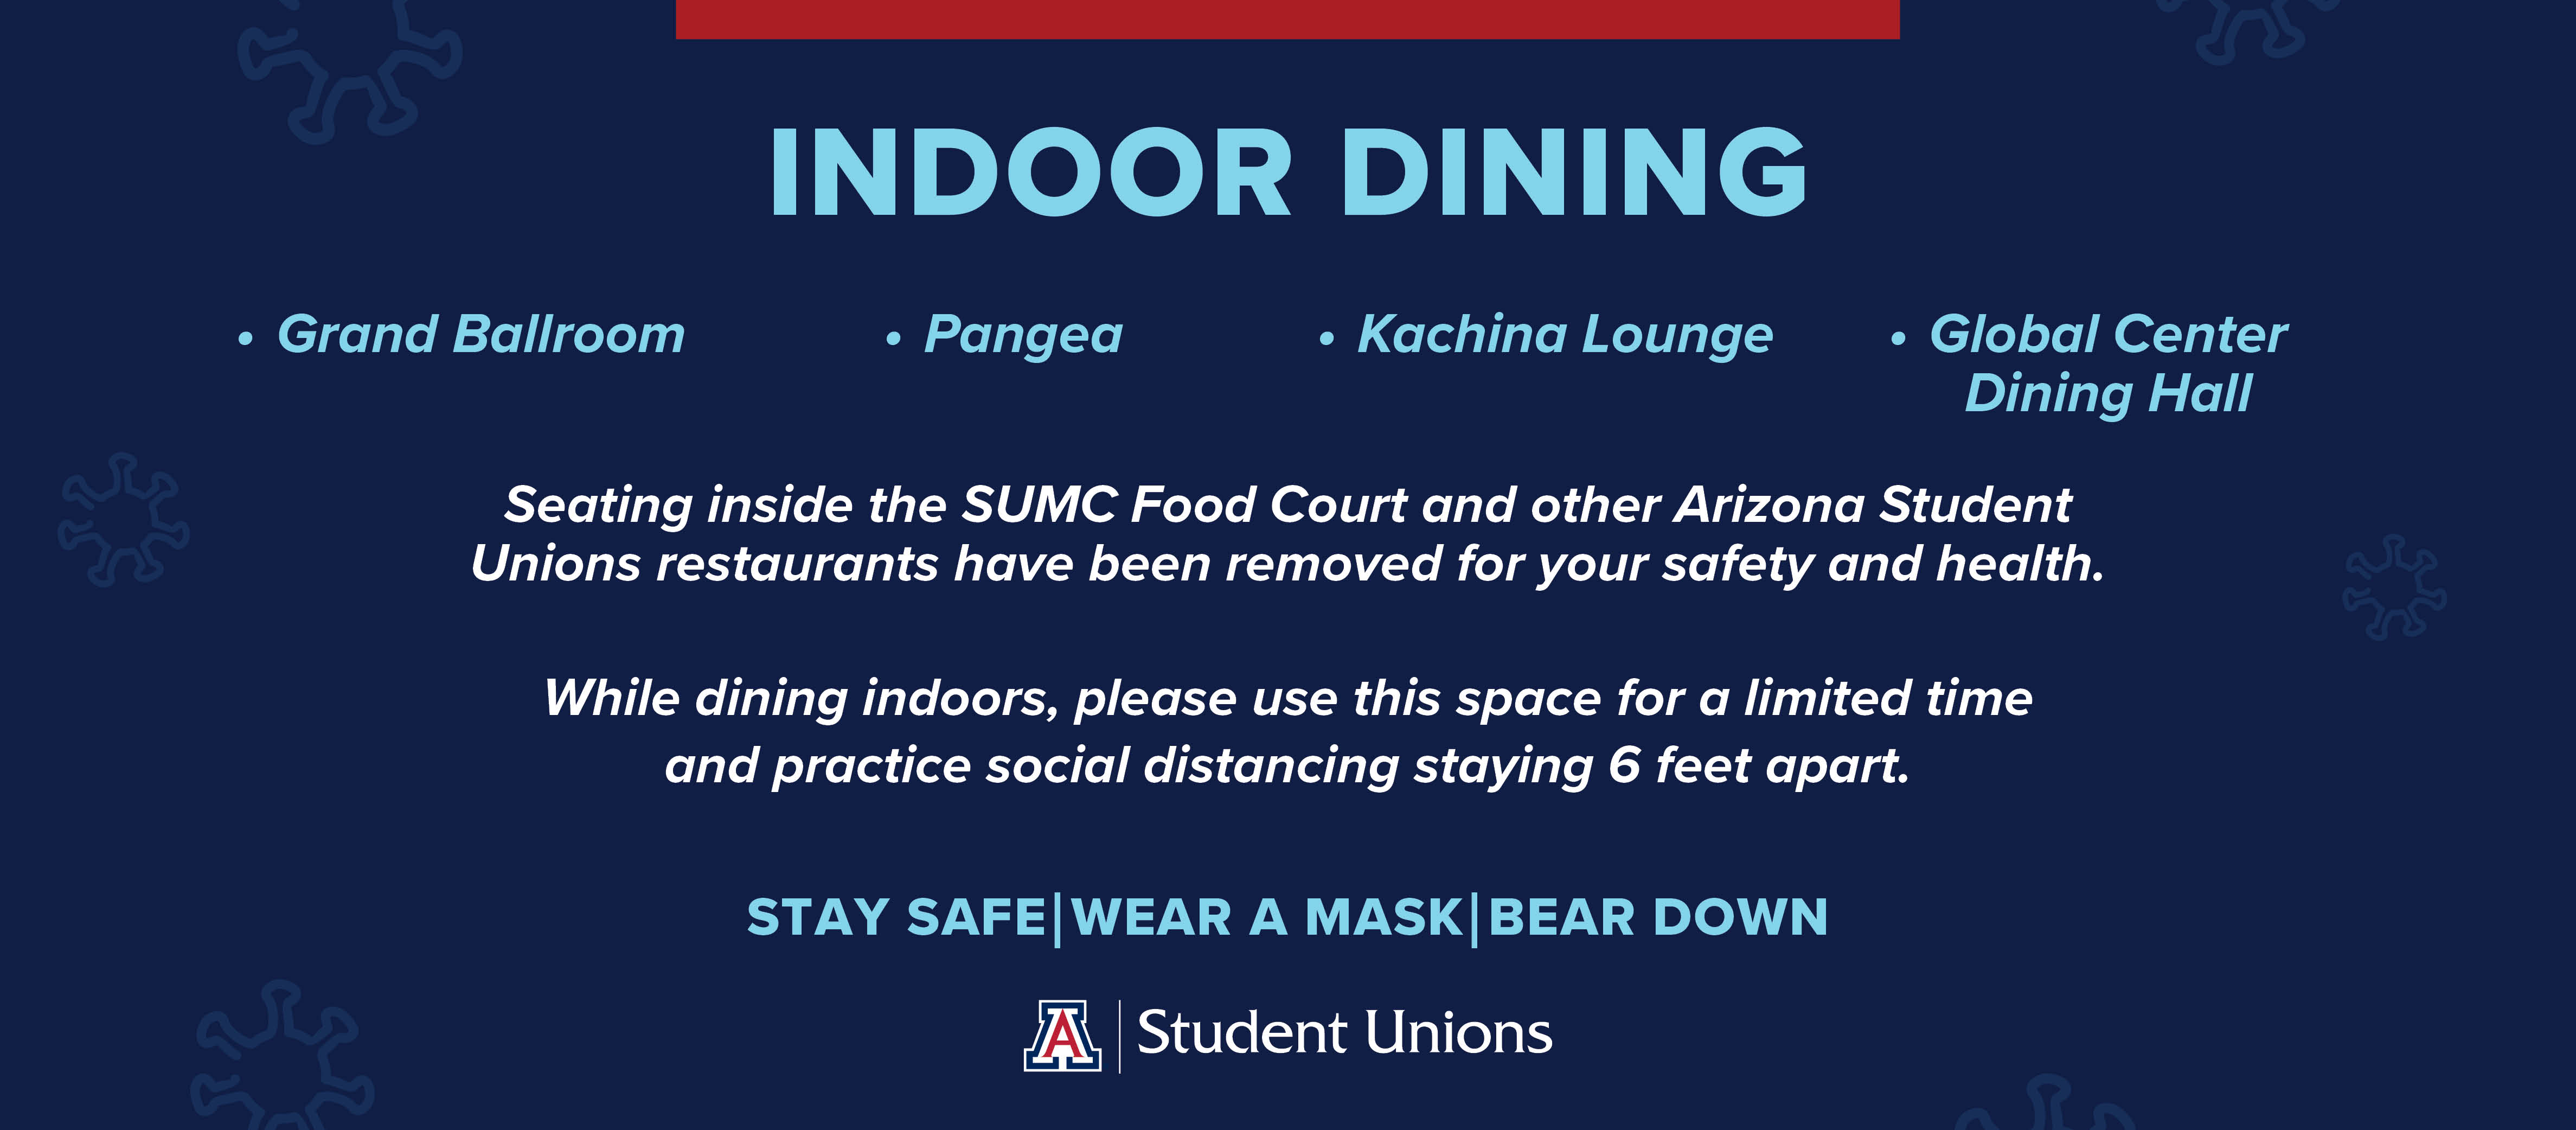 INDOOR DINING
• Grand Ballroom • Pangea • Kachina Lounge • Global Center
Dining Hall
Seating inside the SUMC Food Court and other Arizona Student
Unions restaurants have been removed for your safety and health.
While dining indoors, please use this space for a limited time
and practice social distancing staying 6 feet apart.
STAY SAFE|WEAR A MASK|BEAR DOWN
A | Student Unions